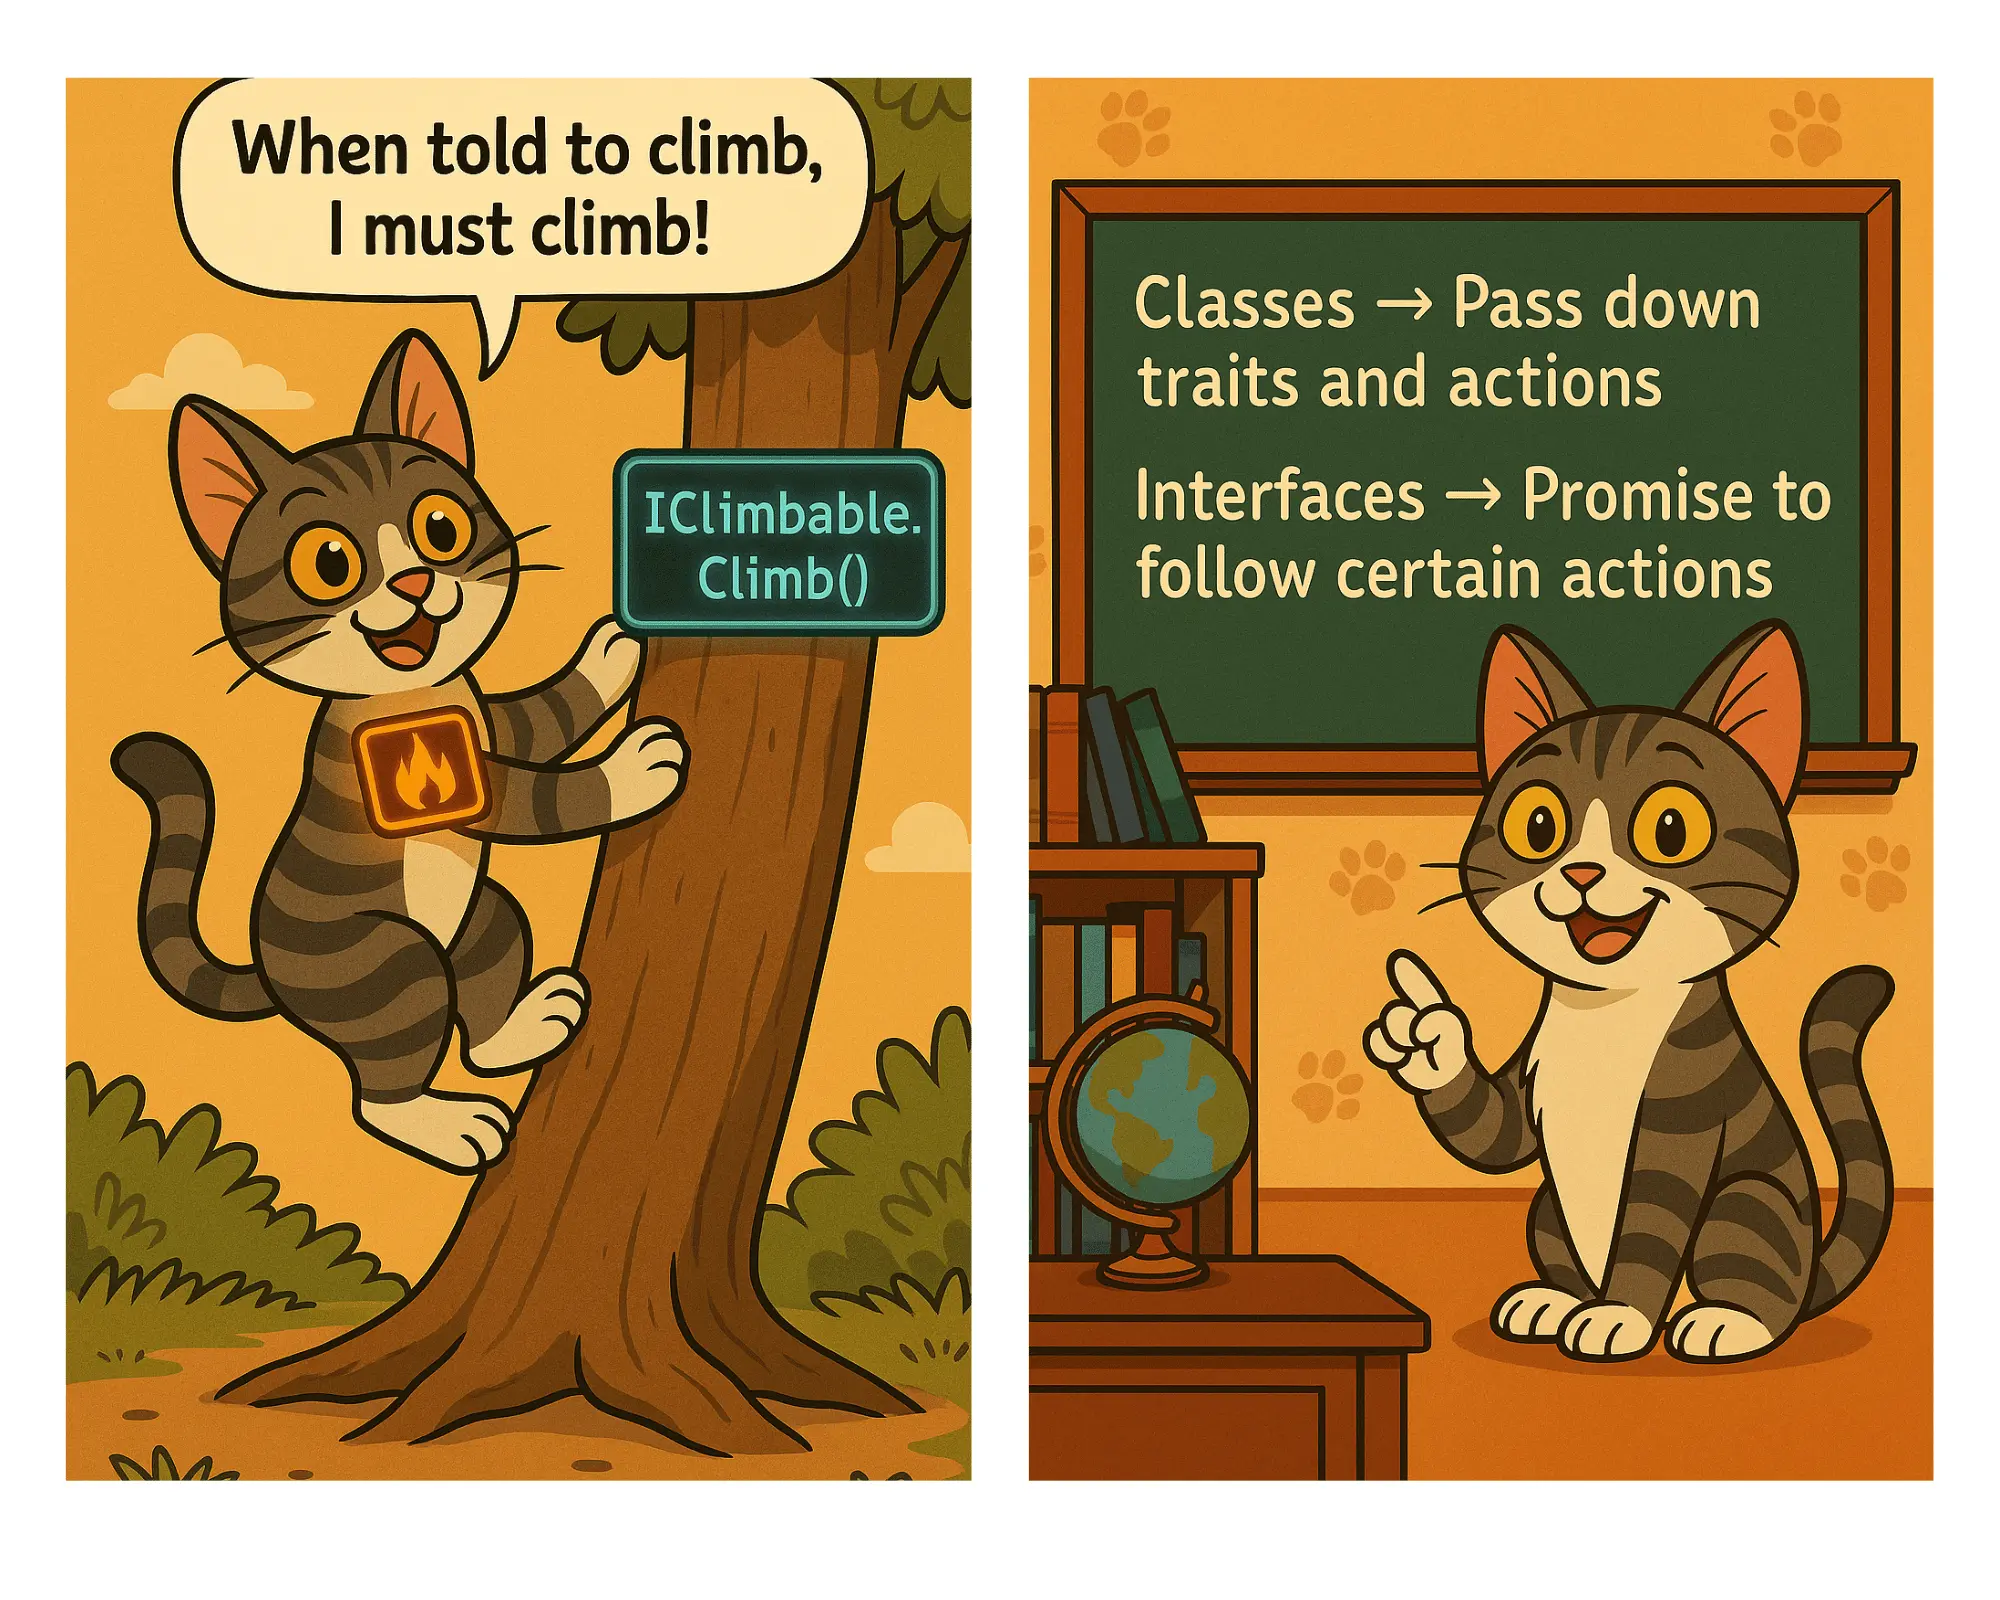 When told to climb,
I must climb!
IClimbable.
Climb()
Classes → Pass down
traits and actions
Interfaces → Promise to
follow certain actions